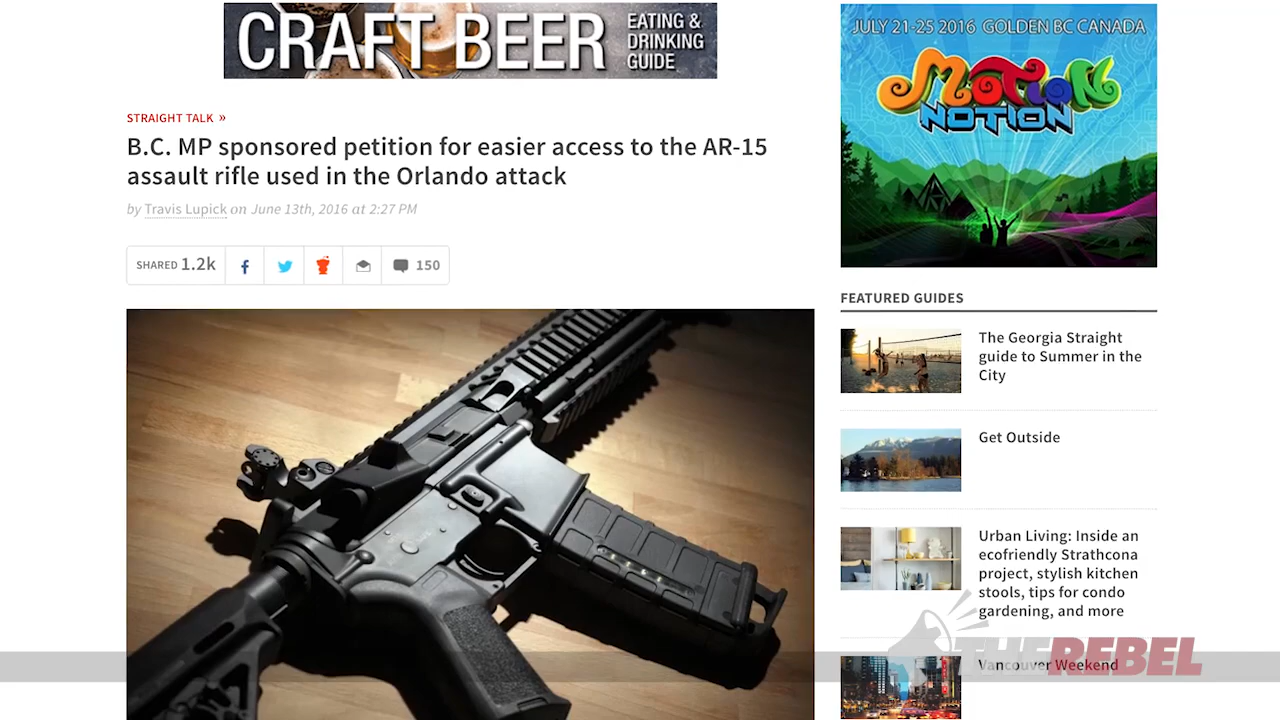 CRAFT BEER
EATING &
DRINKING
GUIDE
JULY 21-25 2016 GOLDEN BC CANADA
MOTION
NOTION
STRAIGHT TALK »
B.C. MP sponsored petition for easier access to the AR-15
assault rifle used in the Orlando attack
by Travis Lupick on June 13th, 2016 at 2:27 PM
SHARED 1.2k
150
FEATURED GUIDES
The Georgia Straight
guide to Summer in the
City
Get Outside
Urban Living: Inside an
ecofriendly Strathcona
project, stylish kitchen
stools, tips for condo
gardening, and more
Vancouver Weekend
THE REBEL